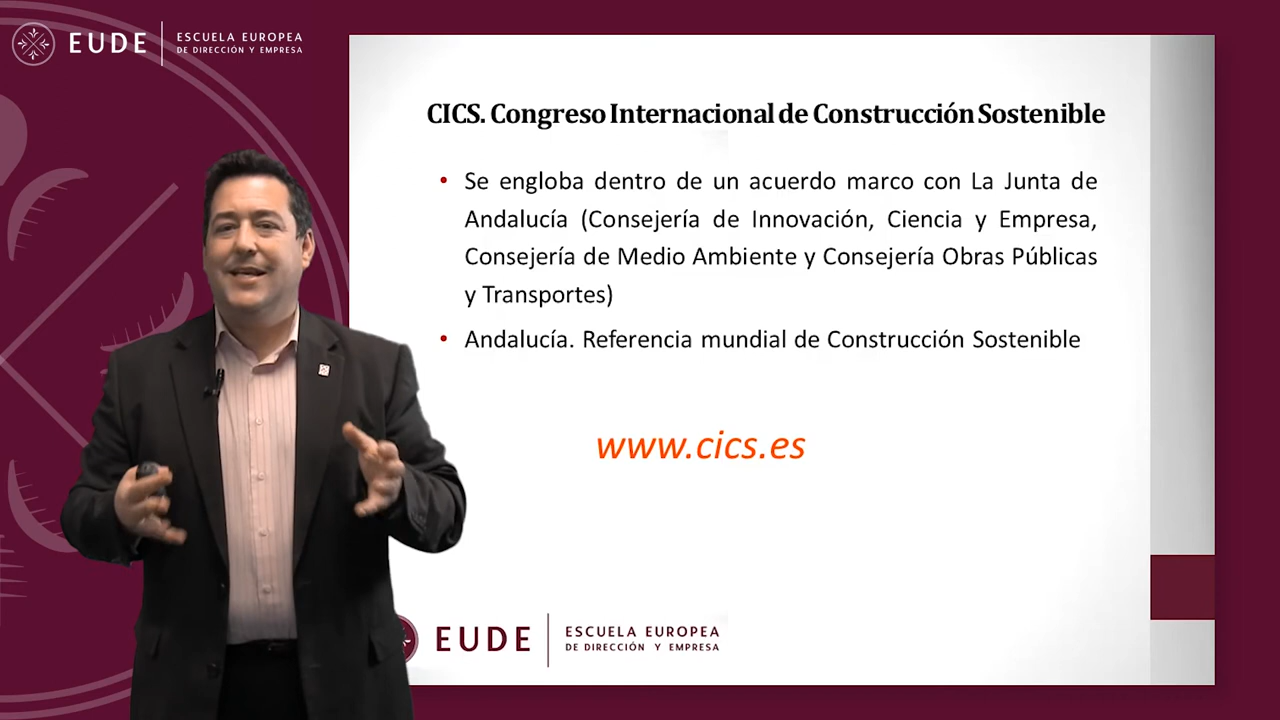 EUDE
ESCUELA EUROPEA
DE DIRECCIÓN Y EMPRESA
CICS. Congreso Internacional de Construcción Sostenible
• Se engloba dentro de un acuerdo marco con La Junta de
Andalucía (Consejería de Innovación, Ciencia y Empresa,
Consejería de Medio Ambiente y Consejería Obras Públicas
y Transportes)
• Andalucía. Referencia mundial de Construcción Sostenible
www.cics.es
EUDE
ESCUELA EUROPEA
DE DIRECCIÓN Y EMPRESA